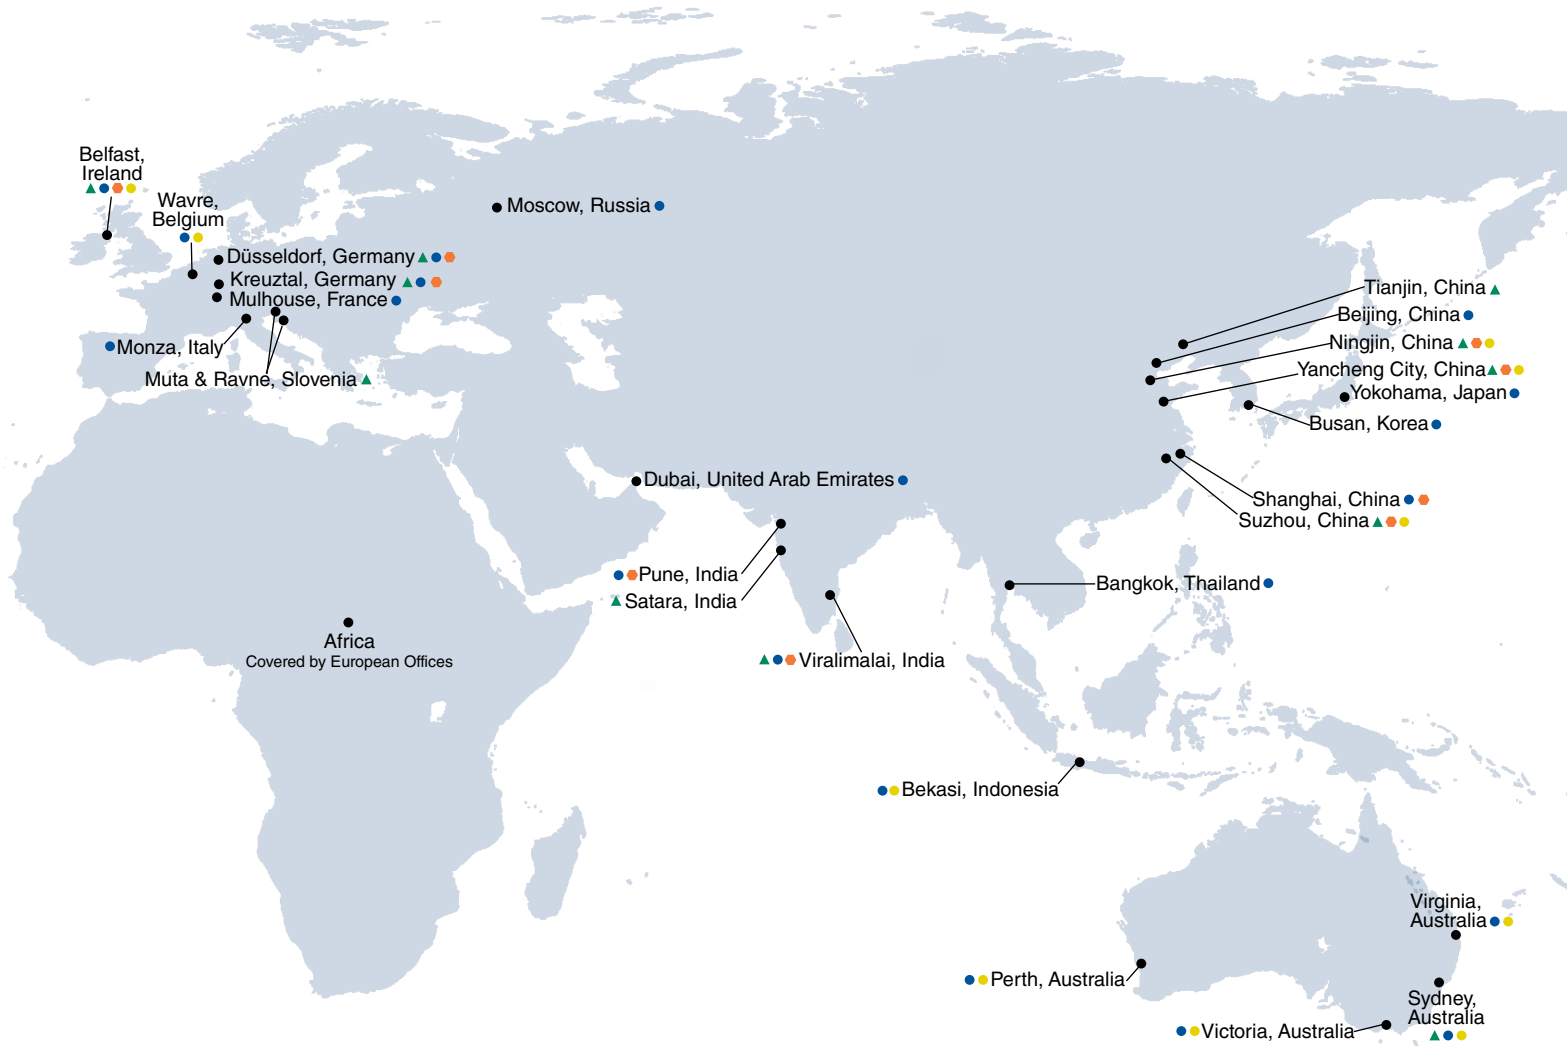 Belfast,
Ireland
Wavre,
Belgium
Moscow, Russia
Düsseldorf, Germany
Kreuztal, Germany
Mulhouse, France
Monza, Italy
Muta & Ravne, Slovenia
Tianjin, China
Beijing, China
Ningjin, China
Yancheng City, China
Yokohama, Japan
Busan, Korea
Dubai, United Arab Emirates
Shanghai, China
Suzhou, China
Pune, India
Satara, India
Bangkok, Thailand
Africa
Covered by European Offices
Viralimalai, India
Bekasi, Indonesia
Virginia,
Australia
Perth, Australia
Sydney,
Australia
Victoria, Australia